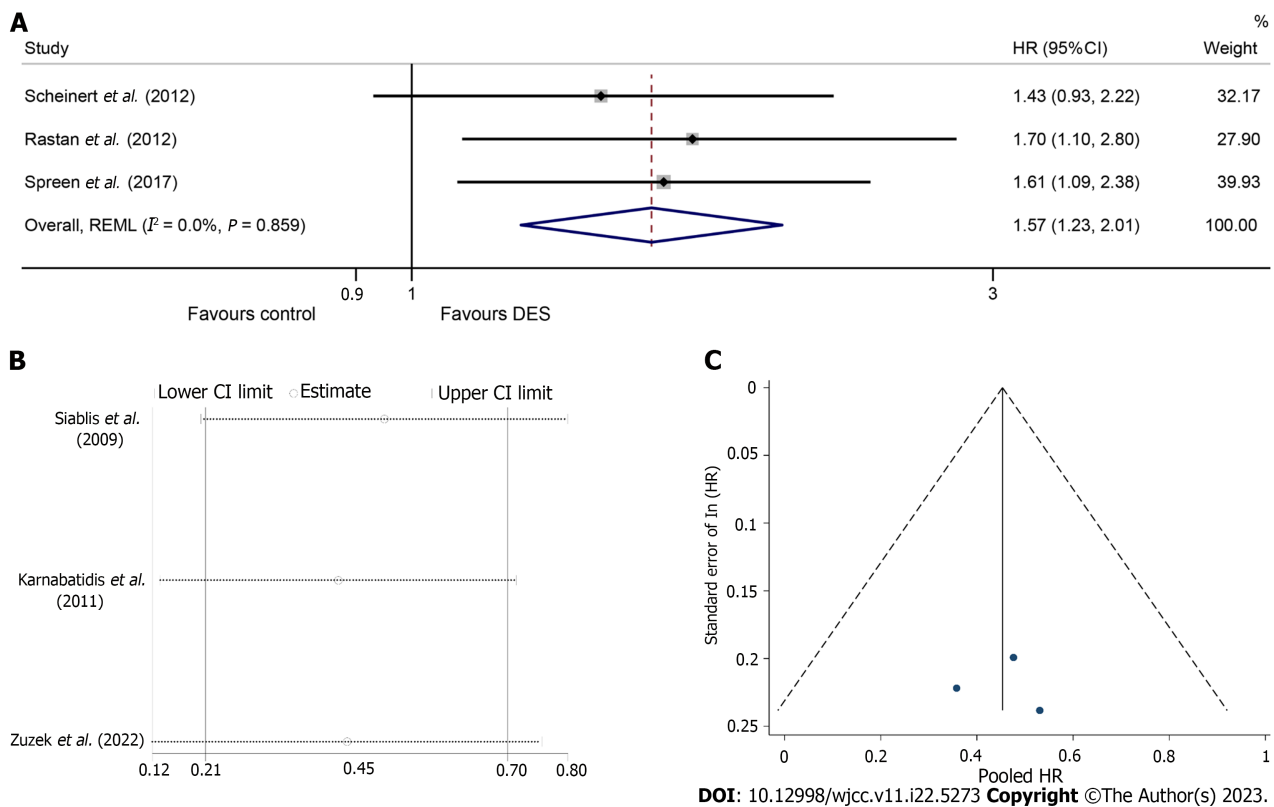 A
%
Study HR (95%CI) Weight
Scheinert et al. (2012) 1.43 (0.93, 2.22) 32.17
Rastan et al. (2012) 1.70 (1.10, 2.80) 27.90
Spreen et al. (2017) 1.61 (1.09, 2.38) 39.93
Overall, REML (I² = 0.0%, P = 0.859) 1.57 (1.23, 2.01) 100.00
0.9 1 3
Favours control Favours DES
B
Lower CI limit Estimate Upper CI limit
Siablis et al.
(2009)
Karnabatidis et al.
(2011)
Zuzek et al. (2022)
0.12 0.21 0.45 0.70 0.80
C
Standard error of In (HR)
0
0.05
0.1
0.15
0.2
0.25
0 0.2 0.4 0.6 0.8 1
Pooled HR
DOI: 10.12998/wjcc.v11.i22.5273 Copyright ©The Author(s) 2023.